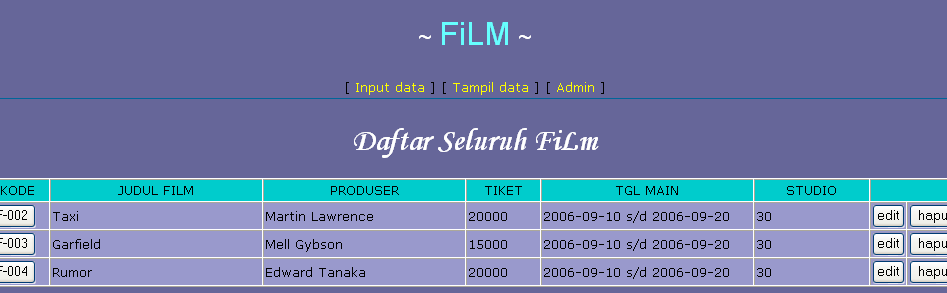 ~ FiLM ~
[ Input data ] [ Tampil data ] [ Admin ]
Daftar Seluruh FiLm
KODE JUDUL FILM PRODUSER TIKET TGL MAIN STUDIO
F-002 Taxi Martin Lawrence 20000 2006-09-10 s/d 2006-09-20 30 edit hapu
F-003 Garfield Mell Gybson 15000 2006-09-10 s/d 2006-09-20 30 edit hapu
F-004 Rumor Edward Tanaka 20000 2006-09-10 s/d 2006-09-20 30 edit hapu